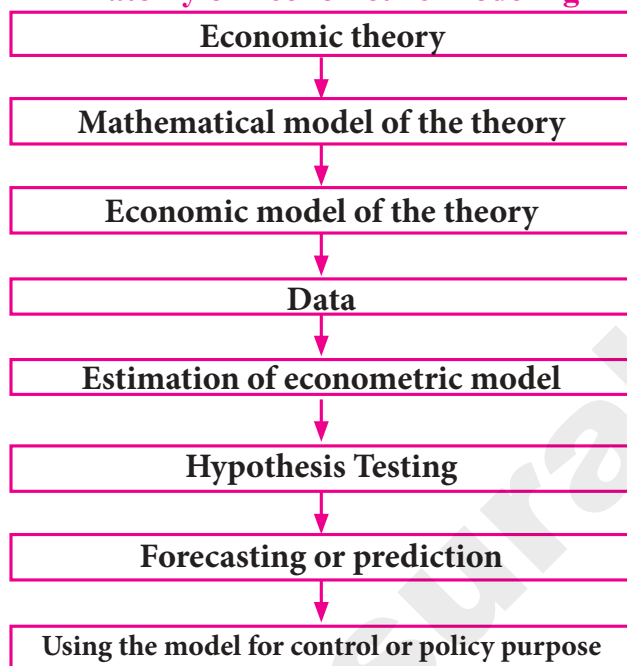 Economic theory
Mathematical model of the theory
Economic model of the theory
Data
Estimation of econometric model
Hypothesis Testing
Forecasting or prediction
Using the model for control or policy purpose